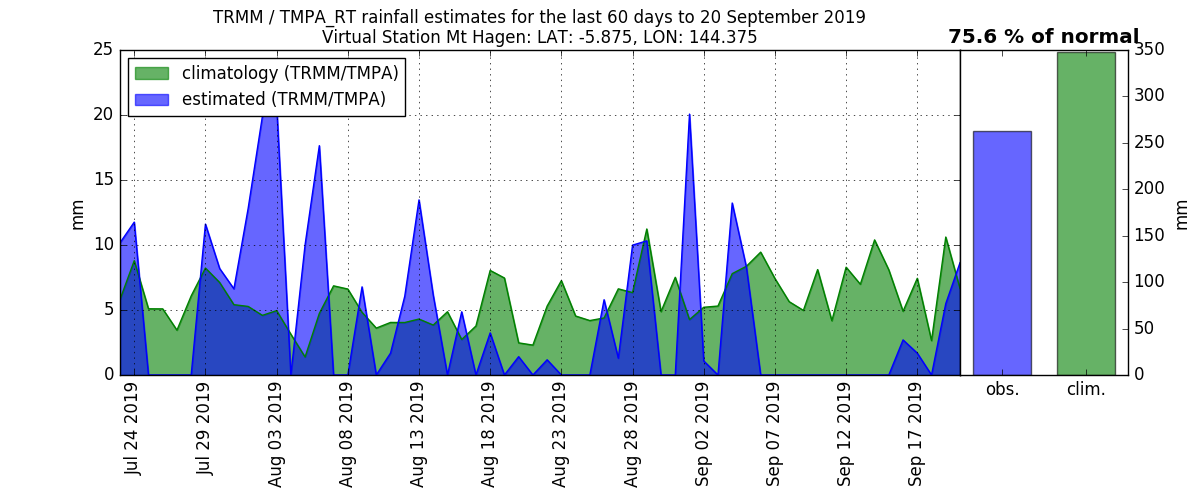 TRMM / TMPA_RT rainfall estimates for the last 60 days to 20 September 2019
Virtual Station Mt Hagen: LAT: -5.875, LON: 144.375
75.6 % of normal
climatology (TRMM/TMPA)
estimated (TRMM/TMPA)
25
20
15
10
5
0
mm
350
300
250
200
150
100
50
0
mm
Jul 24 2019
Jul 29 2019
Aug 03 2019
Aug 08 2019
Aug 13 2019
Aug 18 2019
Aug 23 2019
Aug 28 2019
Sep 02 2019
Sep 07 2019
Sep 12 2019
Sep 17 2019
obs.
clim.